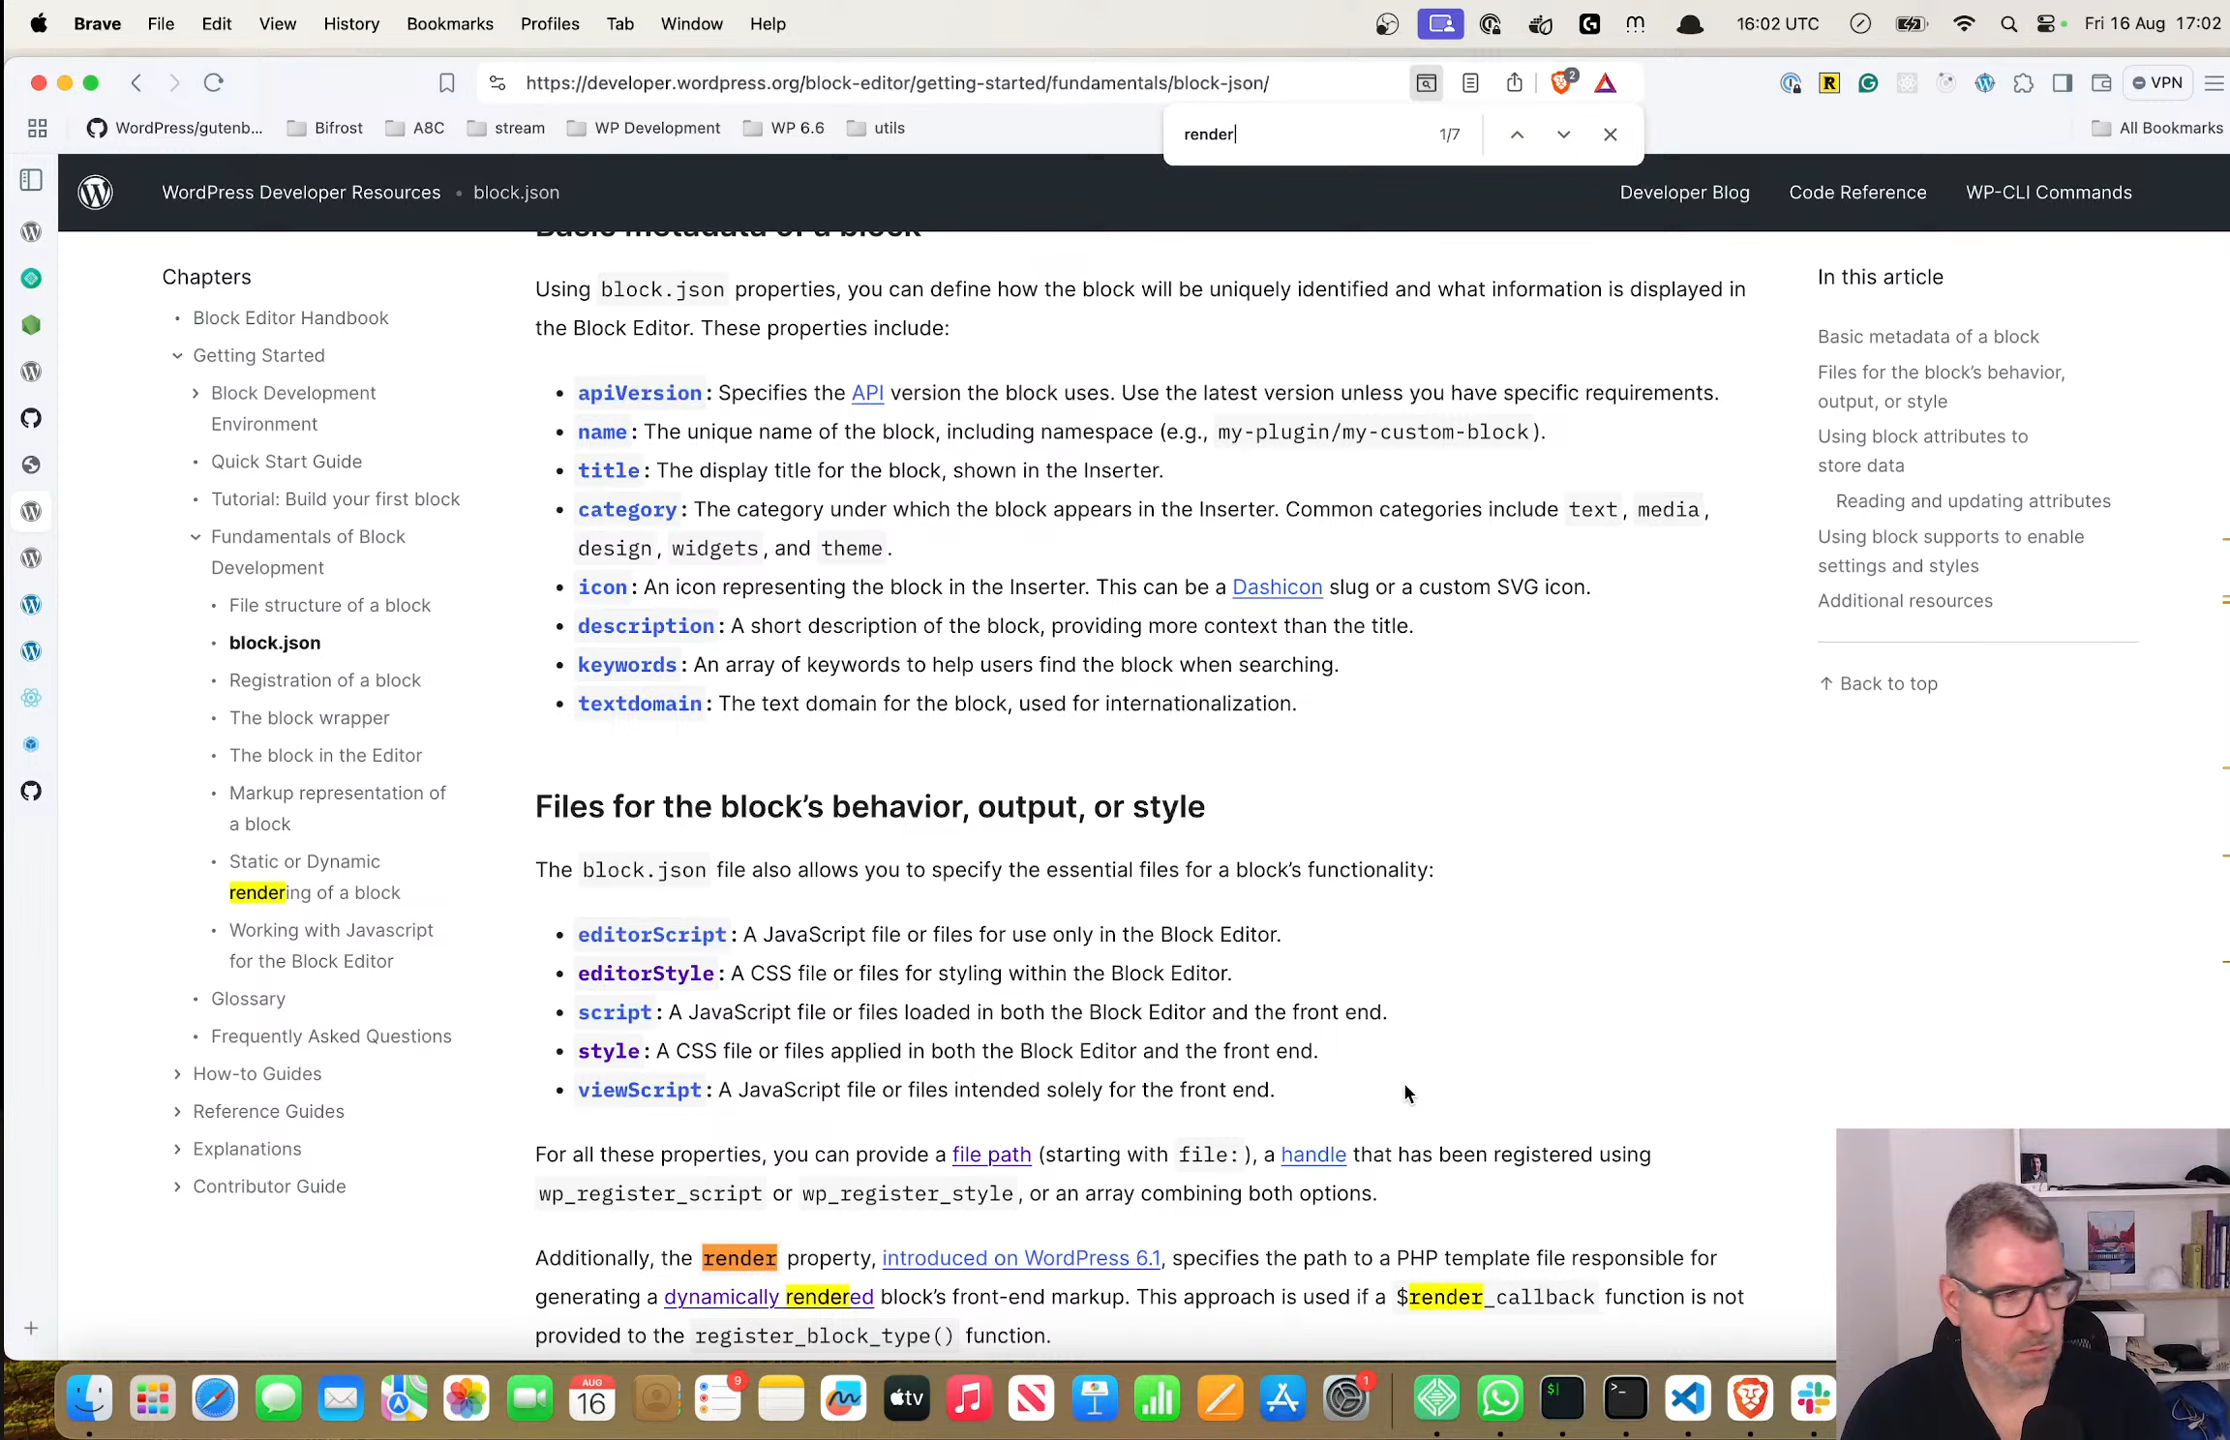 Brave File Edit View History Bookmarks Profiles Tab Window Help 16:02 UTC Fri 16 Aug 17:02
https://developer.wordpress.org/block-editor/getting-started/fundamentals/block-json/ 2 VPN
WordPress/gutenb... Bifrost A8C stream WP Development WP 6.6 utils All Bookmarks
render 1/7
WordPress Developer Resources • block.json Developer Blog Code Reference WP-CLI Commands
Chapters
Block Editor Handbook
Getting Started
Block Development
Environment
Quick Start Guide
Tutorial: Build your first block
Fundamentals of Block
Development
File structure of a block
block.json
Registration of a block
The block wrapper
The block in the Editor
Markup representation of
a block
Static or Dynamic
rendering of a block
Working with Javascript
for the Block Editor
Glossary
Frequently Asked Questions
How-to Guides
Reference Guides
Explanations
Contributor Guide
Basic metadata of a block
Using block.json properties, you can define how the block will be uniquely identified and what information is displayed in
the Block Editor. These properties include:
• apiVersion: Specifies the API version the block uses. Use the latest version unless you have specific requirements.
• name: The unique name of the block, including namespace (e.g., my-plugin/my-custom-block).
• title: The display title for the block, shown in the Inserter.
• category: The category under which the block appears in the Inserter. Common categories include text, media,
design, widgets, and theme.
• icon: An icon representing the block in the Inserter. This can be a Dashicon slug or a custom SVG icon.
• description: A short description of the block, providing more context than the title.
• keywords: An array of keywords to help users find the block when searching.
• textdomain: The text domain for the block, used for internationalization.
Files for the block’s behavior, output, or style
The block.json file also allows you to specify the essential files for a block’s functionality:
• editorScript: A JavaScript file or files for use only in the Block Editor.
• editorStyle: A CSS file or files for styling within the Block Editor.
• script: A JavaScript file or files loaded in both the Block Editor and the front end.
• style: A CSS file or files applied in both the Block Editor and the front end.
• viewScript: A JavaScript file or files intended solely for the front end.
For all these properties, you can provide a file path (starting with file:), a handle that has been registered using
wp_register_script or wp_register_style, or an array combining both options.
Additionally, the render property, introduced on WordPress 6.1, specifies the path to a PHP template file responsible for
generating a dynamically rendered block’s front-end markup. This approach is used if a $render_callback function is not
provided to the register_block_type() function.
In this article
Basic metadata of a block
Files for the block’s behavior,
output, or style
Using block attributes to
store data
Reading and updating attributes
Using block supports to enable
settings and styles
Additional resources
↑ Back to top
AUG
16
9
tv
1